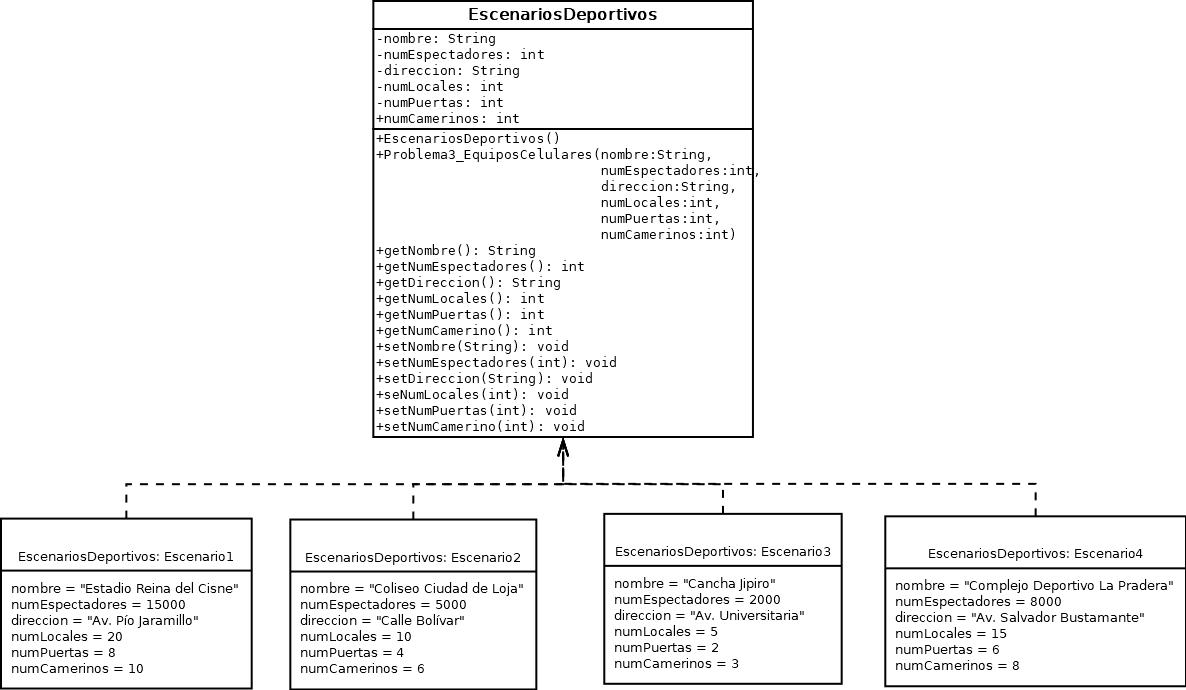 EscenariosDeportivos
-nombre: String
-numEspectadores: int
-direccion: String
-numLocales: int
-numPuertas: int
+numCamerinos: int
+EscenariosDeportivos()
+Problema3_EquiposCelulares(nombre:String,
numEspectadores:int,
direccion:String,
numLocales:int,
numPuertas:int,
numCamerinos:int)
+getNombre(): String
+getNumEspectadores(): int
+getDireccion(): String
+getNumLocales(): int
+getNumPuertas(): int
+getNumCamerino(): int
+setNombre(String): void
+setNumEspectadores(int): void
+setDireccion(String): void
+seNumLocales(int): void
+setNumPuertas(int): void
+setNumCamerino(int): void
EscenariosDeportivos: Escenario1
nombre = "Estadio Reina del Cisne"
numEspectadores = 15000
direccion = "Av. Pío Jaramillo"
numLocales = 20
numPuertas = 8
numCamerinos = 10
EscenariosDeportivos: Escenario2
nombre = "Coliseo Ciudad de Loja"
numEspectadores = 5000
direccion = "Calle Bolívar"
numLocales = 10
numPuertas = 4
numCamerinos = 6
EscenariosDeportivos: Escenario3
nombre = "Cancha Jipiro"
numEspectadores = 2000
direccion = "Av. Universitaria"
numLocales = 5
numPuertas = 2
numCamerinos = 3
EscenariosDeportivos: Escenario4
nombre = "Complejo Deportivo La Pradera"
numEspectadores = 8000
direccion = "Av. Salvador Bustamante"
numLocales = 15
numPuertas = 6
numCamerinos = 8